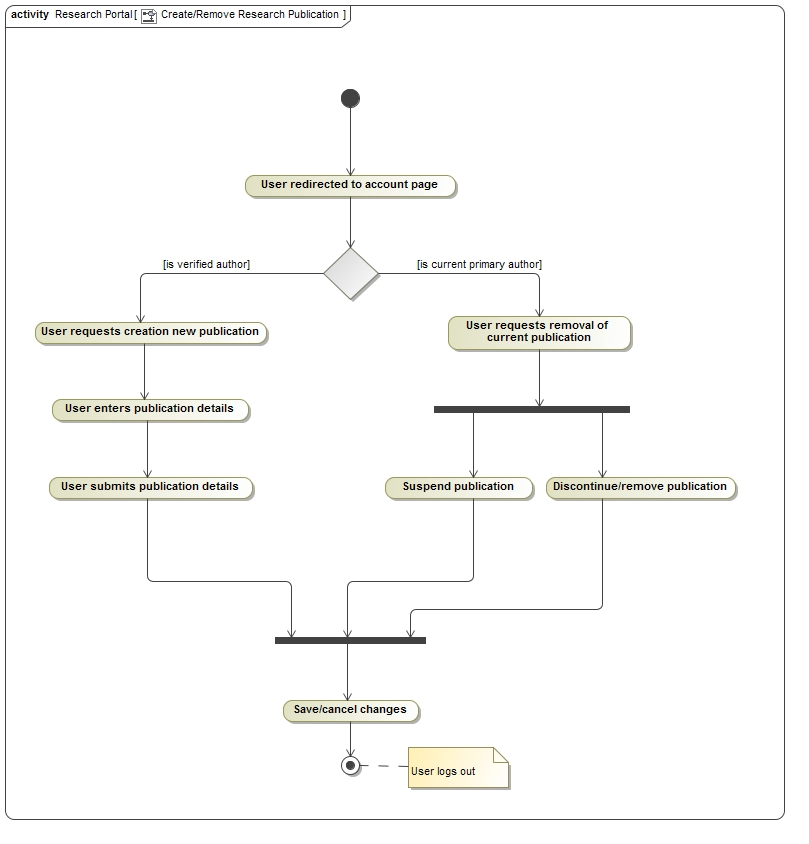 activity Research Portal[ Create/Remove Research Publication ]
User redirected to account page
[is verified author]
[is current primary author]
User requests creation new publication
User requests removal of
current publication
User enters publication details
User submits publication details
Suspend publication
Discontinue/remove publication
Save/cancel changes
User logs out